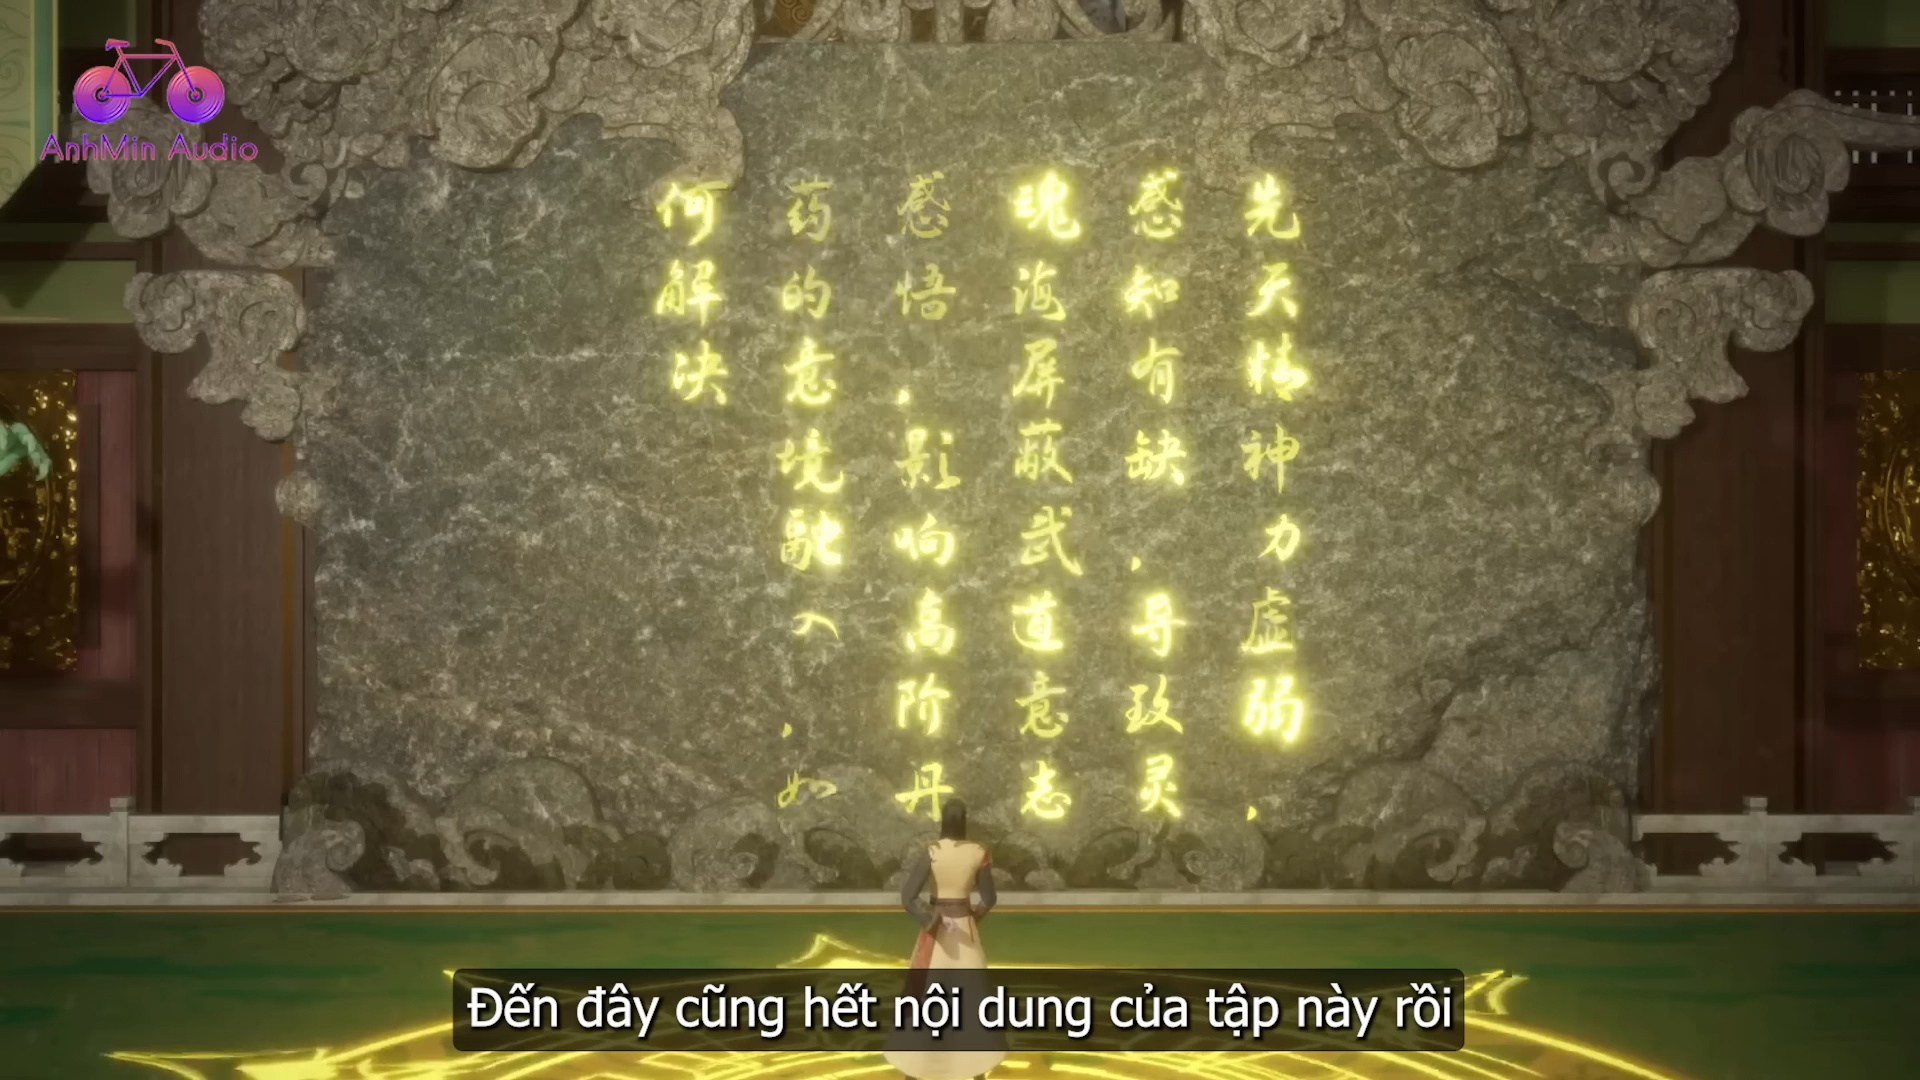 AnhMin Audio
先天精神力虚弱，
感知有缺，导致灵
魂海屏蔽武道意志
感悟，影响高阶丹
药的意境融入，如
何解决
Đến đây cũng hết nội dung của tập này rồi